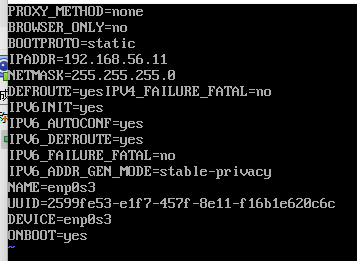 PROXY_METHOD=none
BROWSER_ONLY=no
BOOTPROTO=static
IPADDR=192.168.56.11
NETMASK=255.255.255.0
DEFROUTE=yesIPV4_FAILURE_FATAL=no
IPV6INIT=yes
IPV6_AUTOCONF=yes
IPV6_DEFROUTE=yes
IPV6_FAILURE_FATAL=no
IPV6_ADDR_GEN_MODE=stable-privacy
NAME=enp0s3
UUID=2599fe53-e1f7-457f-8e11-f16b1e620c6c
DEVICE=enp0s3
ONBOOT=yes
~